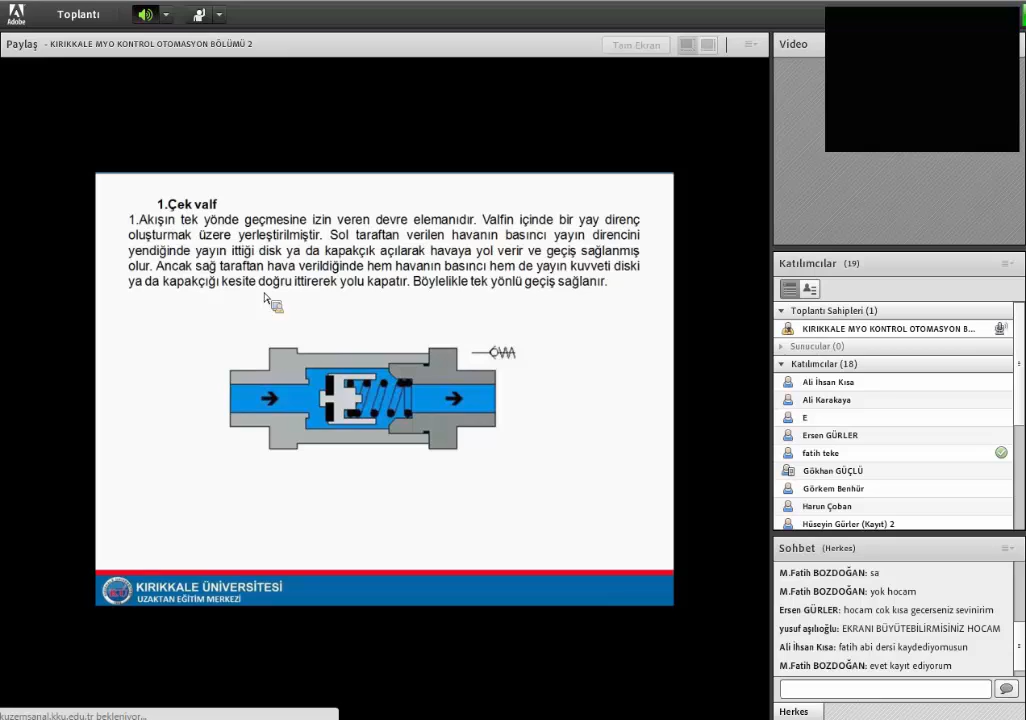 Adobe
Toplantı
Paylaş - KIRIKKALE MYO KONTROL OTOMASYON BÖLÜMÜ 2
Tam Ekran
Video
1.Çek valf
1.Akışın tek yönde geçmesine izin veren devre elemanıdır. Valfin içinde bir yay direnç
oluşturmak üzere yerleştirilmiştir. Sol taraftan verilen havanın basıncı yayın direncini
yendiğinde yayın ittiği disk ya da kapakçık açılarak havaya yol verir ve geçiş sağlanmış
olur. Ancak sağ taraftan hava verildiğinde hem havanın basıncı hem de yayın kuvveti diski
ya da kapakçığı kesite doğru ittirerek yolu kapatır. Böylelikle tek yönlü geçiş sağlanır.
KIRIKKALE ÜNİVERSİTESİ
UZAKTAN EĞİTİM MERKEZİ
kuzemsanal.kku.edu.tr bekleniyor...
Katılımcılar (19)
Toplantı Sahipleri (1)
KIRIKKALE MYO KONTROL OTOMASYON B...
Sunucular (0)
Katılımcılar (18)
Ali İhsan Kısa
Ali Karakaya
E
Ersen GÜRLER
fatih teke
Gökhan GÜÇLÜ
Görkem Benhür
Harun Çoban
Hüseyin Gürler (Kayıt) 2
Sohbet (Herkes)
M.Fatih BOZDOĞAN: sa
M.Fatih BOZDOĞAN: yok hocam
Ersen GÜRLER: hocam cok kısa gecerseniz sevinirim
yusuf aşılıoğlu: EKRANI BÜYÜTEBİLİRMİSİNİZ HOCAM
Ali İhsan Kısa: fatih abi dersi kaydediyomusun
M.Fatih BOZDOĞAN: evet kayıt ediyorum
Herkes